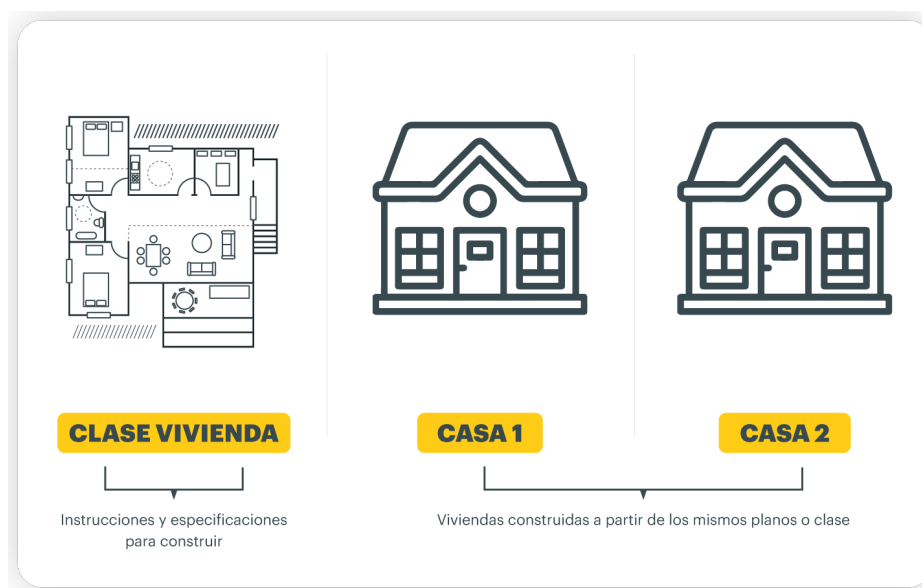 CLASE VIVIENDA
CASA 1
CASA 2
Instrucciones y especificaciones
para construir
Viviendas construidas a partir de los mismos planos o clase